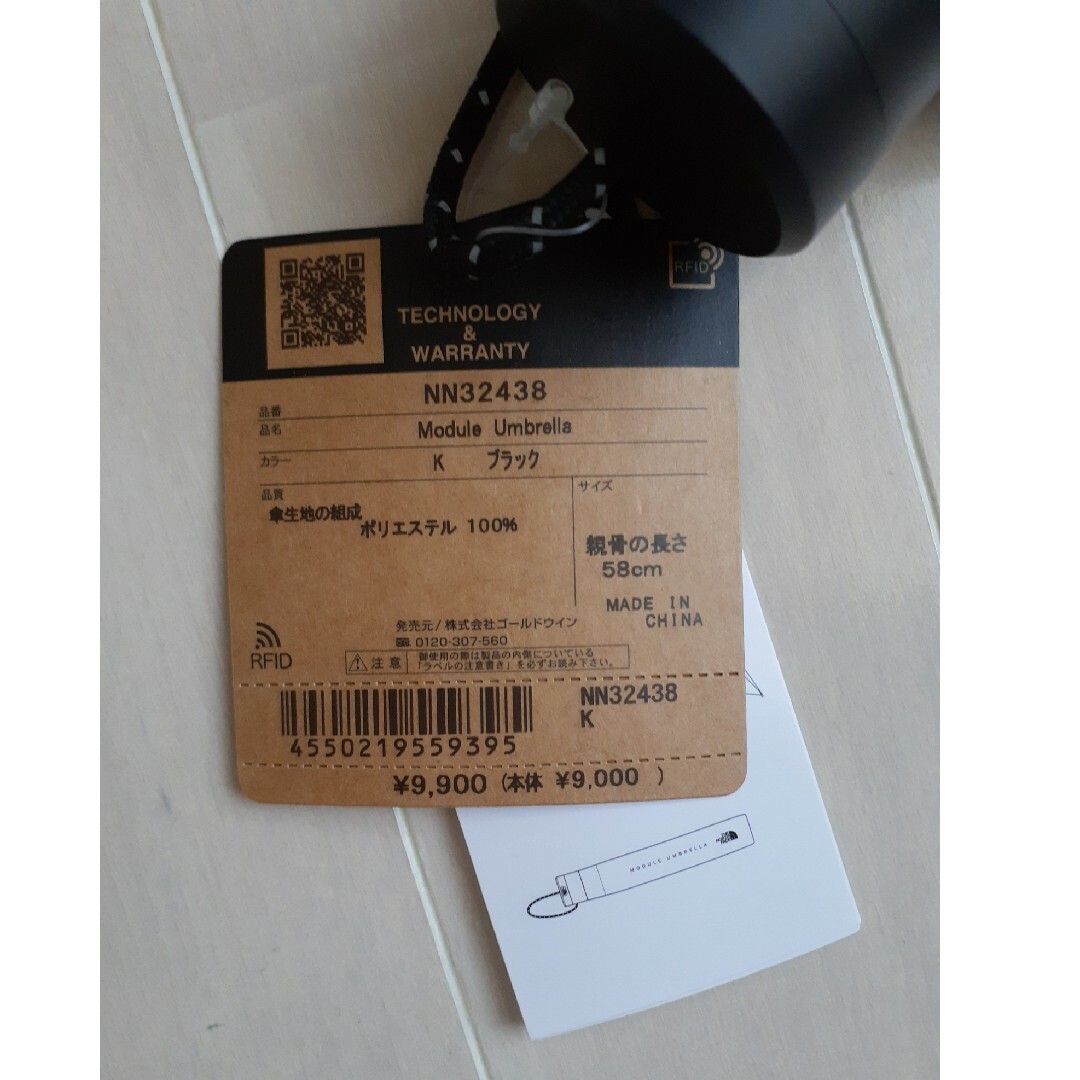 RFID
TECHNOLOGY
&
WARRANTY
品番 NN32438
品名 Module Umbrella
カラー K ブラック
品質
傘生地の組成
ポリエステル 100%
サイズ
親骨の長さ
58cm
MADE IN
CHINA
発売元/株式会社ゴールドウイン
0120-307-560
RFID
注意 御使用の際は製品の内側についている
「ラベルの注意書き」を必ずお読み下さい。
NN32438
K
4550219559395
¥9,900 (本体 ¥9,000 )
MODULE UMBRELLA
THE NORTH FACE